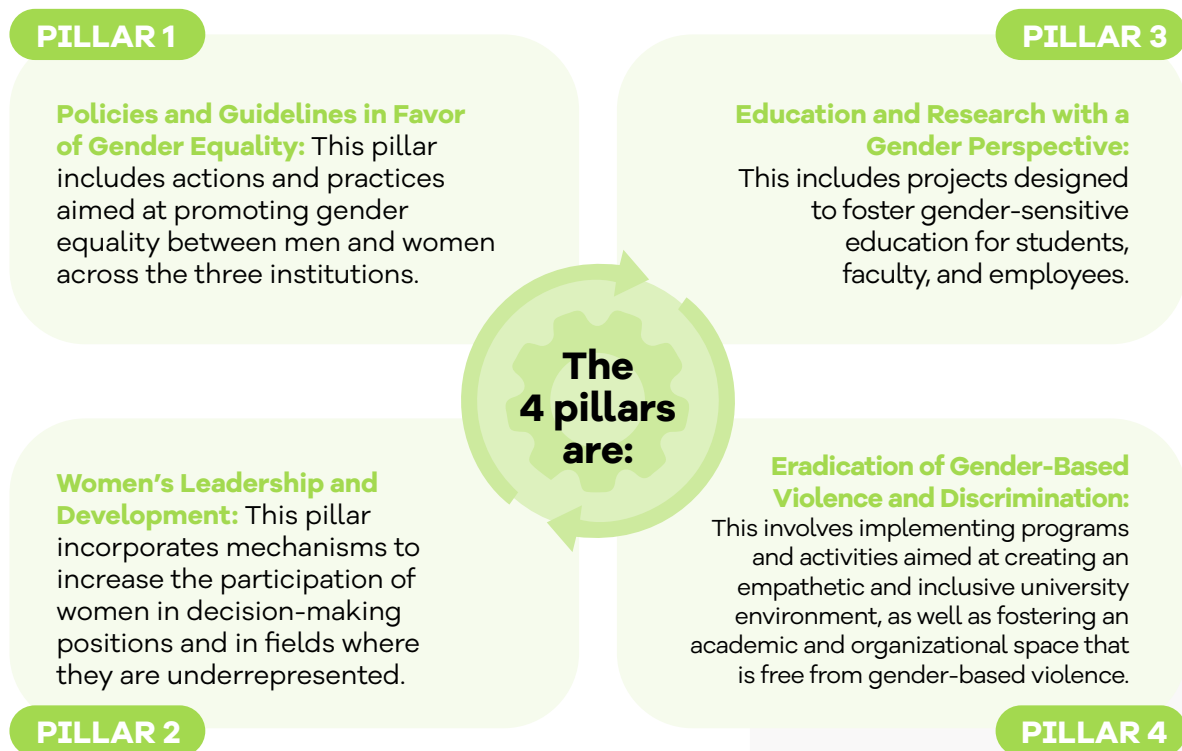 PILLAR 1
Policies and Guidelines in Favor
of Gender Equality: This pillar
includes actions and practices
aimed at promoting gender
equality between men and women
across the three institutions.
PILLAR 3
Education and Research with a
Gender Perspective:
This includes projects designed
to foster gender-sensitive
education for students,
faculty, and employees.
The
4 pillars
are:
Women’s Leadership and
Development: This pillar
incorporates mechanisms to
increase the participation of
women in decision-making
positions and in fields where
they are underrepresented.
PILLAR 2
Eradication of Gender-Based
Violence and Discrimination:
This involves implementing programs
and activities aimed at creating an
empathetic and inclusive university
environment, as well as fostering an
academic and organizational space that
is free from gender-based violence.
PILLAR 4